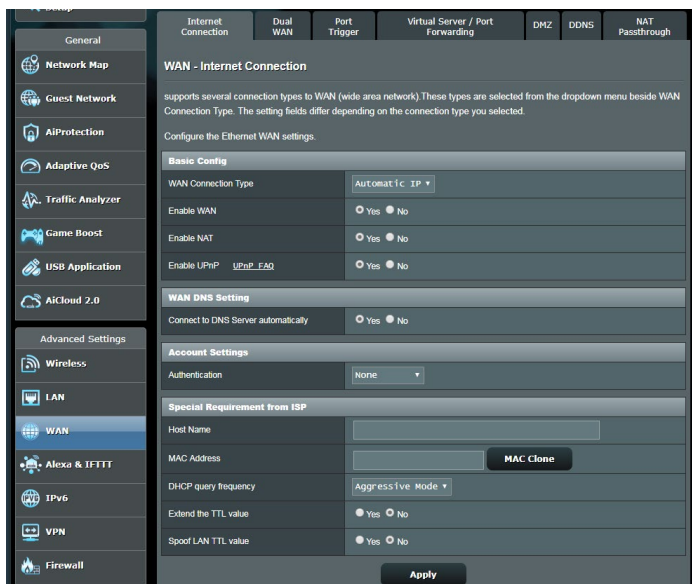 Setup
General
Network Map
Guest Network
AiProtection
Adaptive QoS
Traffic Analyzer
Game Boost
USB Application
AiCloud 2.0
Advanced Settings
Wireless
LAN
WAN
Alexa & IFTTT
IPv6
VPN
Firewall
Internet Connection
Dual WAN
Port Trigger
Virtual Server / Port Forwarding
DMZ
DDNS
NAT Passthrough
WAN - Internet Connection
supports several connection types to WAN (wide area network).These types are selected from the dropdown menu beside WAN
Connection Type. The setting fields differ depending on the connection type you selected.
Configure the Ethernet WAN settings.
Basic Config
WAN Connection Type Automatic IP
Enable WAN Yes No
Enable NAT Yes No
Enable UPnP UPnP FAQ Yes No
WAN DNS Setting
Connect to DNS Server automatically Yes No
Account Settings
Authentication None
Special Requirement from ISP
Host Name
MAC Address MAC Clone
DHCP query frequency Aggressive Mode
Extend the TTL value Yes No
Spoof LAN TTL value Yes No
Apply